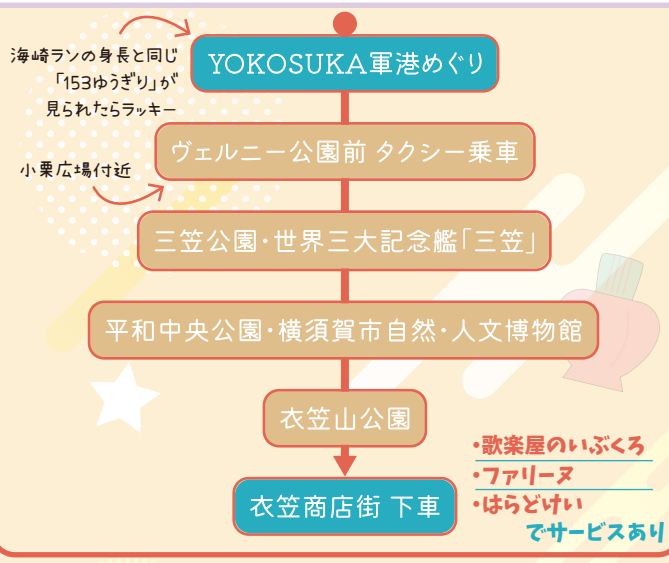 海崎ランの身長と同じ
「153ゆうぎり」が
見られたらラッキー
YOKOSUKA軍港めぐり
ヴェルニー公園前 タクシー乗車
小栗広場付近
三笠公園・世界三大記念艦「三笠」
平和中央公園・横須賀市自然・人文博物館
衣笠山公園
衣笠商店街 下車
・歌楽屋のいぶくろ
・ファリーヌ
・はらどけい
でサービスあり